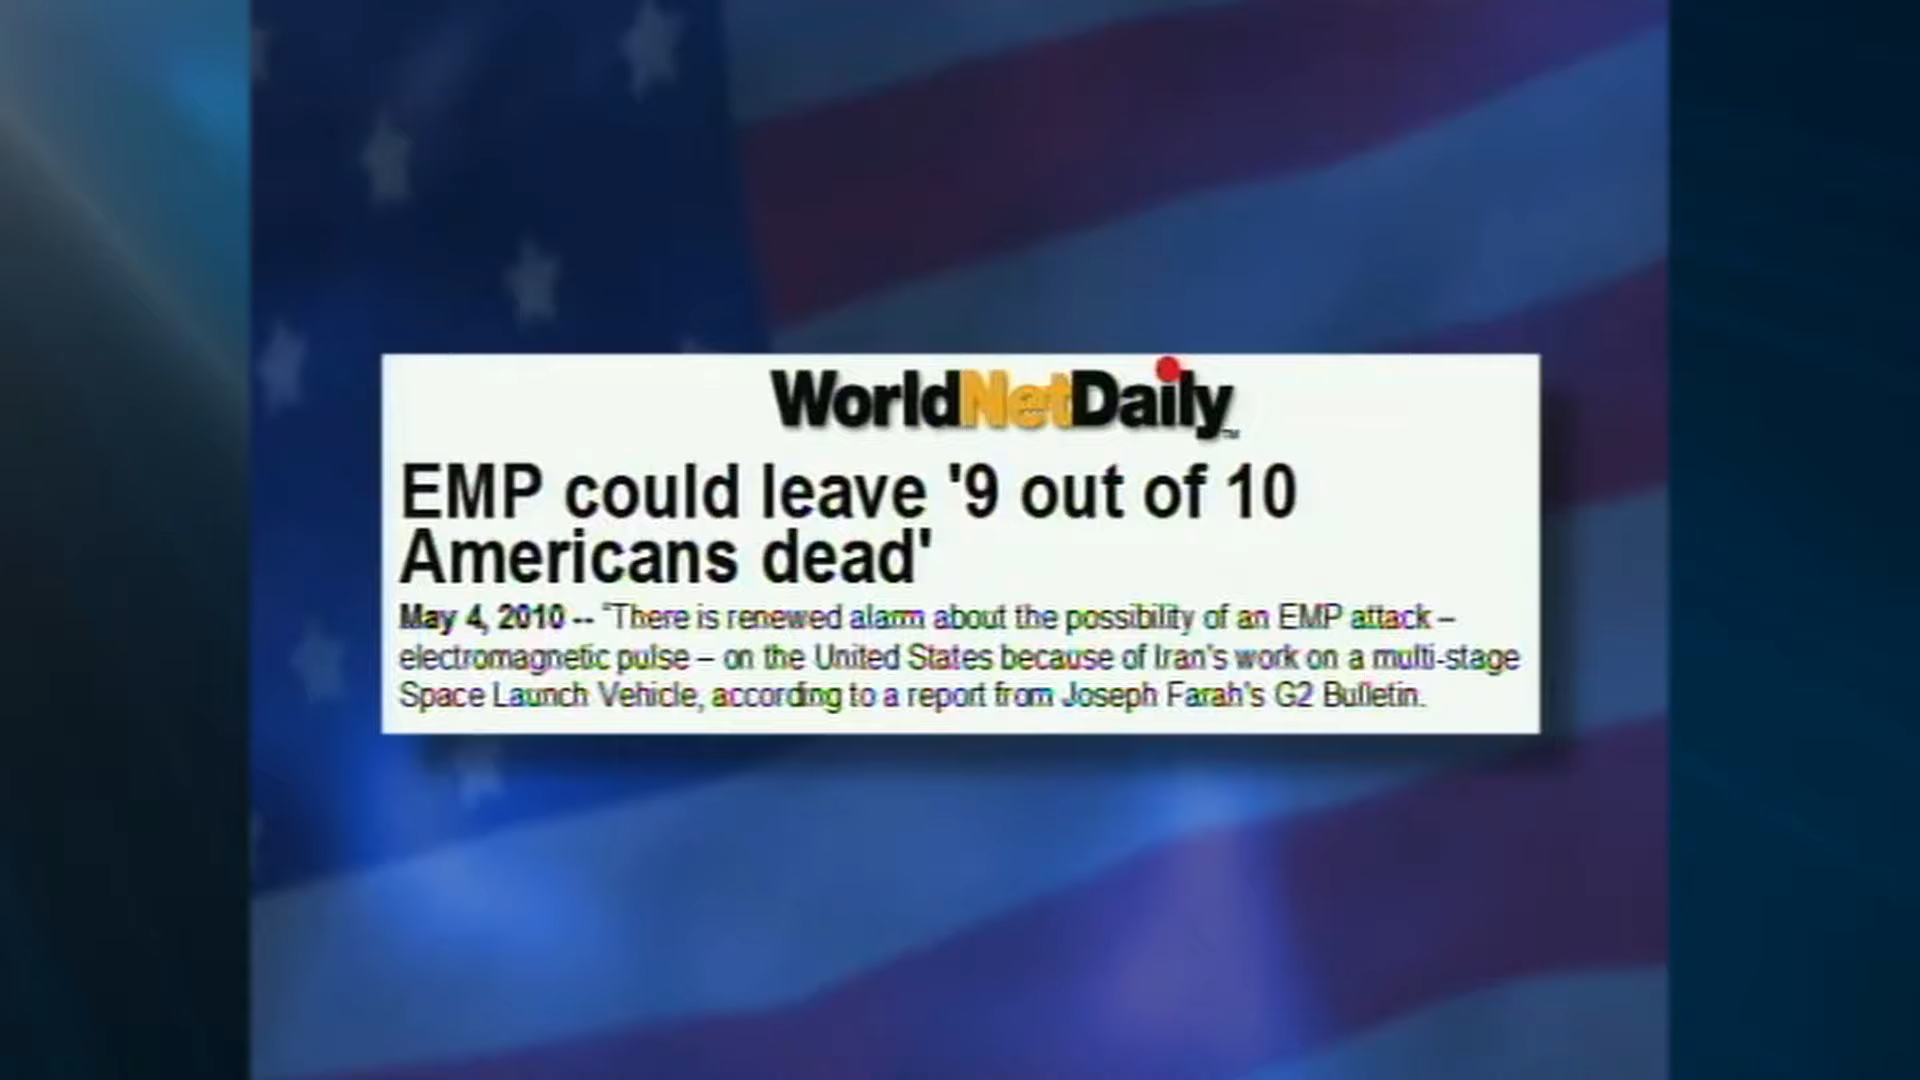 WorldNetDaily™
EMP could leave '9 out of 10
Americans dead'
May 4, 2010 -- "There is renewed alarm about the possibility of an EMP attack –
electromagnetic pulse – on the United States because of Iran's work on a multi-stage
Space Launch Vehicle, according to a report from Joseph Farah's G2 Bulletin.